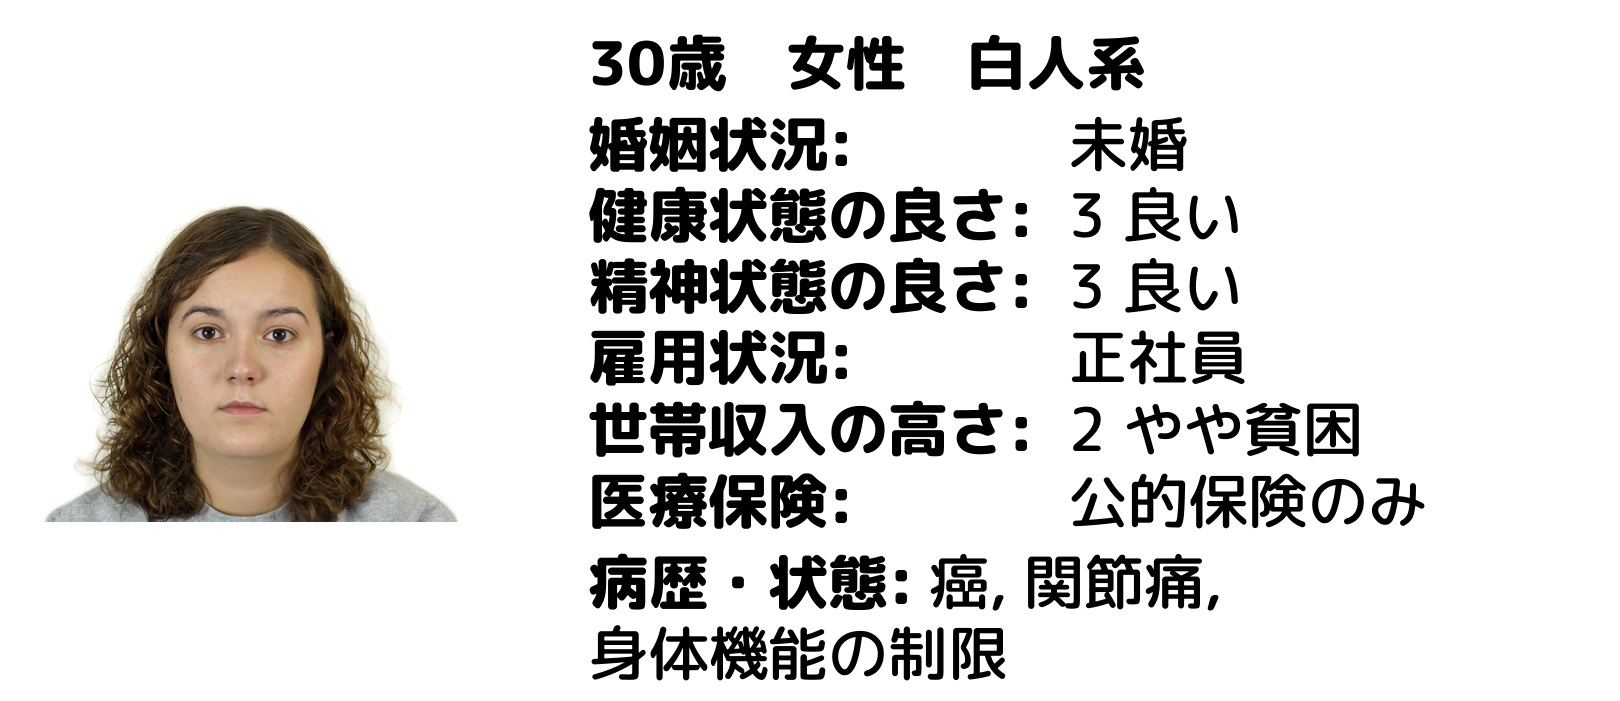 30歳　女性　白人系
婚姻状況: 未婚
健康状態の良さ: 3 良い
精神状態の良さ: 3 良い
雇用状況: 正社員
世帯収入の高さ: 2 やや貧困
医療保険: 公的保険のみ
病歴・状態: 癌, 関節痛,
身体機能の制限